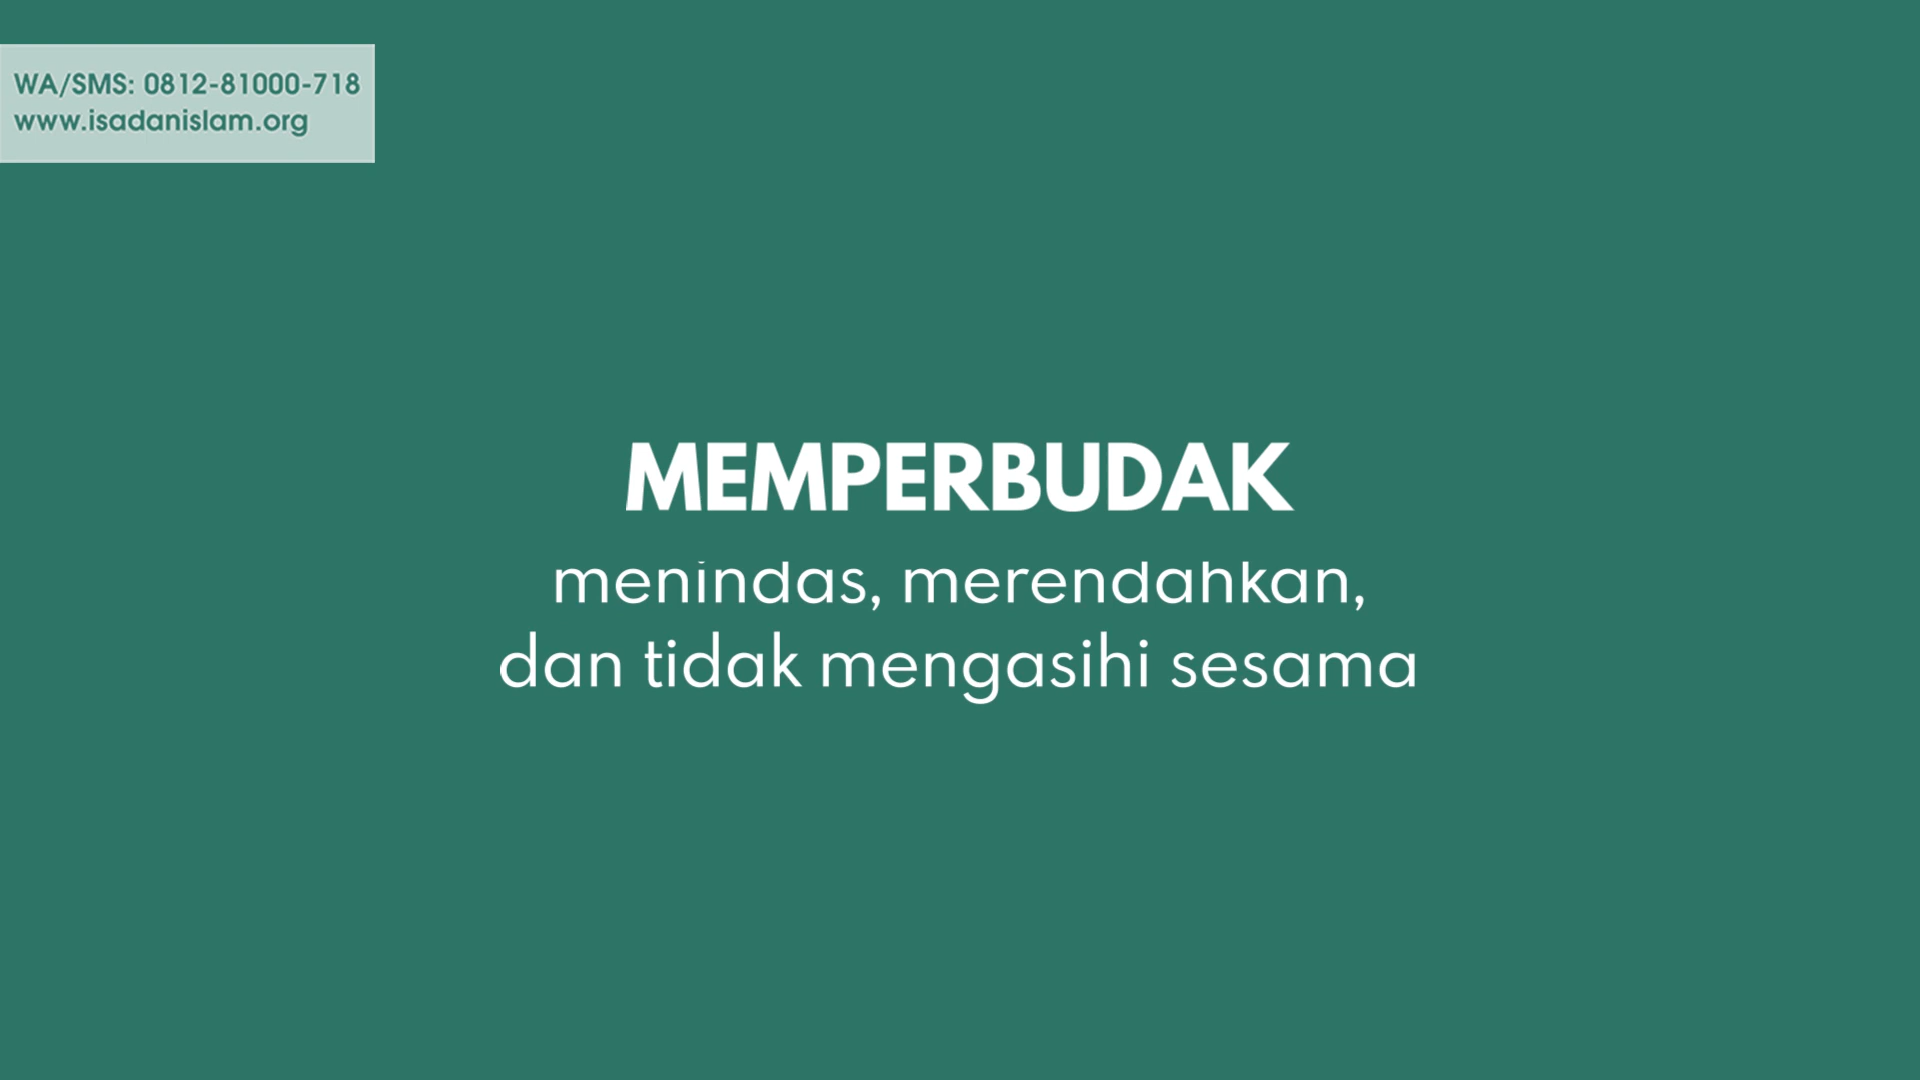 WA/SMS: 0812-81000-718
www.isadanislam.org
MEMPERBUDAK
menindas, merendahkan,
dan tidak mengasihi sesama